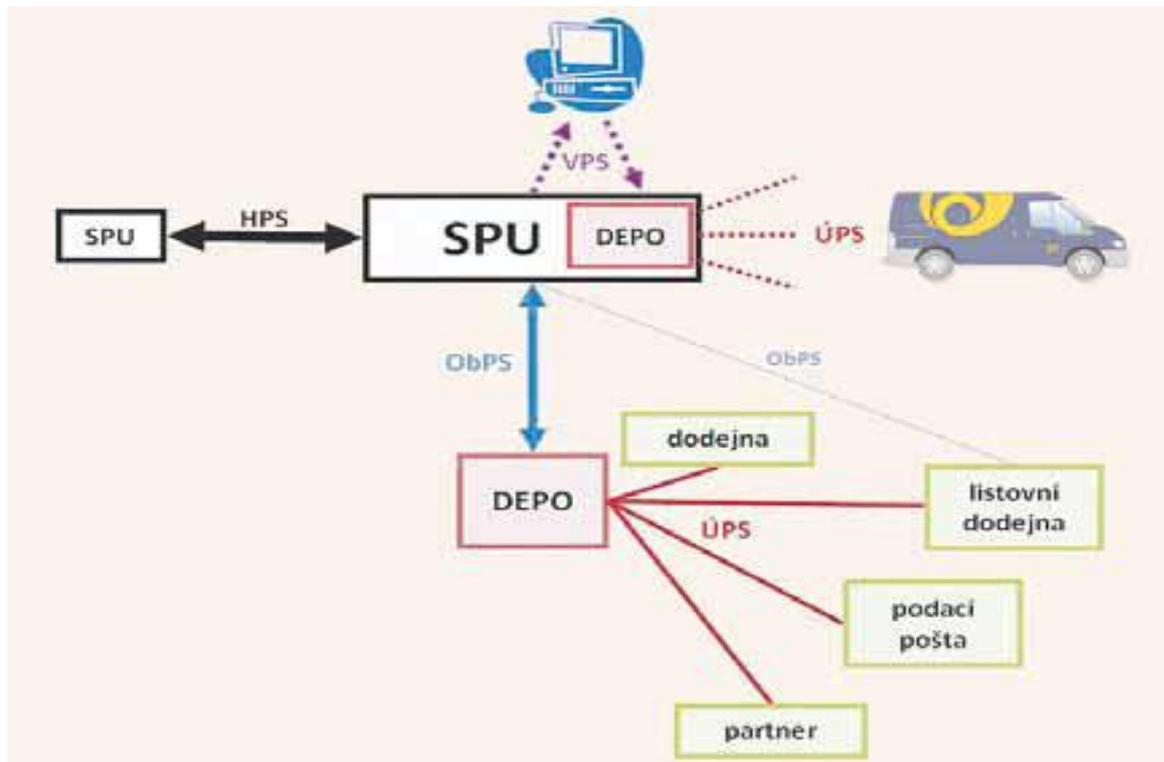 VPS
SPU
HPS
SPU
DEPO
ÚPS
ObPS
ObPS
dodejna
DEPO
ÚPS
listovní
dodejna
podací
pošta
partner